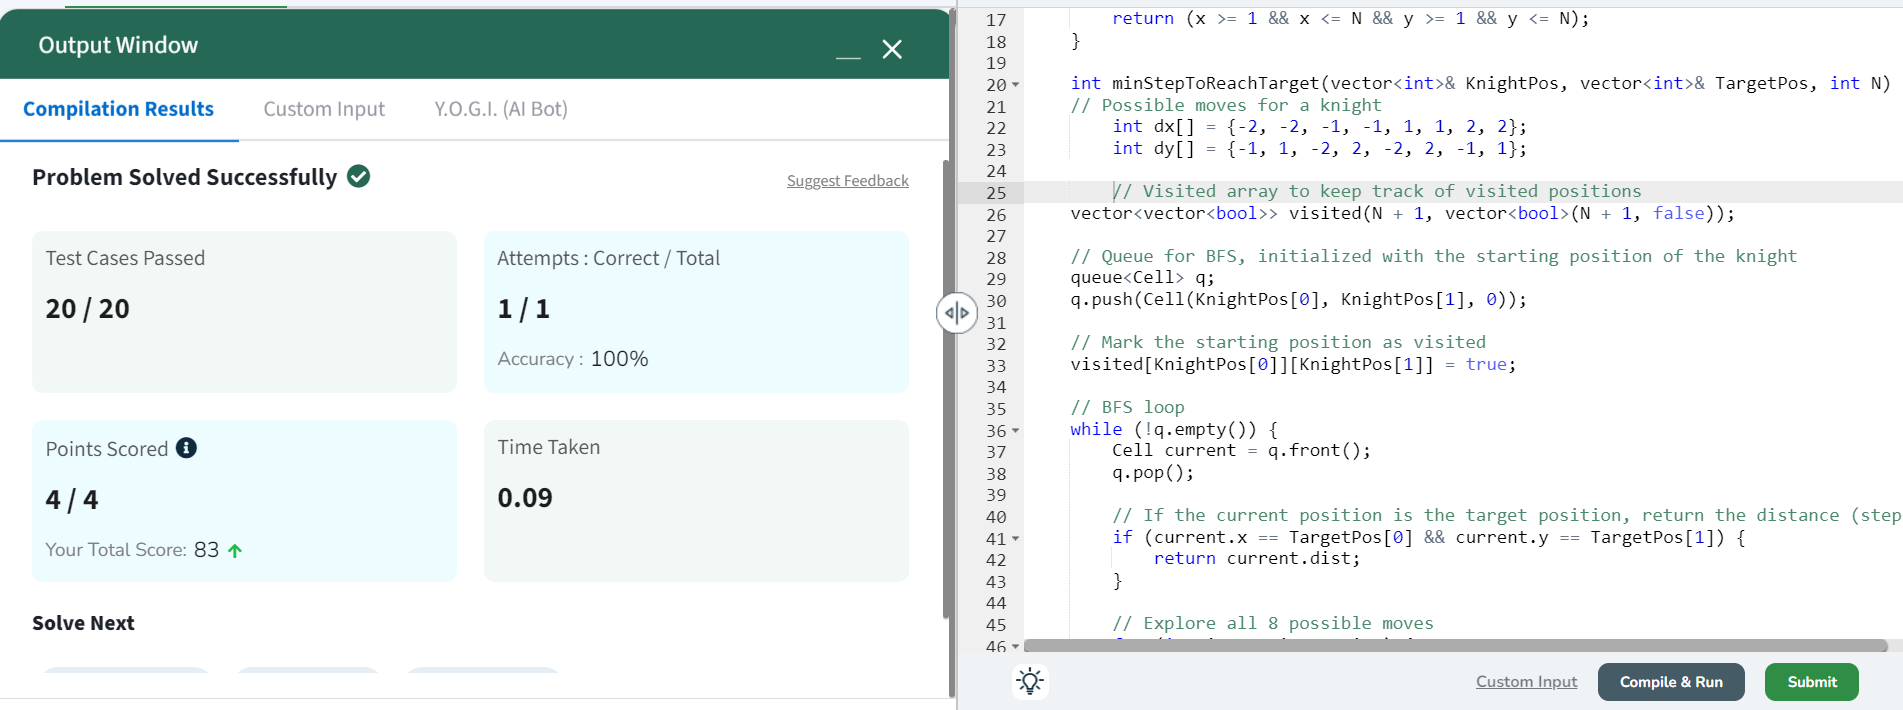 Output Window
Compilation Results
Custom Input
Y.O.G.I. (AI Bot)
Problem Solved Successfully
Suggest Feedback
Test Cases Passed
20 / 20
Attempts : Correct / Total
1 / 1
Accuracy : 100%
Points Scored
4 / 4
Your Total Score: 83
Time Taken
0.09
Solve Next
17 return (x >= 1 && x <= N && y >= 1 && y <= N);
18 }
19
20 int minStepToReachTarget(vector<int>& KnightPos, vector<int>& TargetPos, int N)
21 // Possible moves for a knight
22 int dx[] = {-2, -2, -1, -1, 1, 1, 2, 2};
23 int dy[] = {-1, 1, -2, 2, -2, 2, -1, 1};
24
25 // Visited array to keep track of visited positions
26 vector<vector<bool>> visited(N + 1, vector<bool>(N + 1, false));
27
28 // Queue for BFS, initialized with the starting position of the knight
29 queue<Cell> q;
30 q.push(Cell(KnightPos[0], KnightPos[1], 0));
31
32 // Mark the starting position as visited
33 visited[KnightPos[0]][KnightPos[1]] = true;
34
35 // BFS loop
36 while (!q.empty()) {
37 Cell current = q.front();
38 q.pop();
39
40 // If the current position is the target position, return the distance (step
41 if (current.x == TargetPos[0] && current.y == TargetPos[1]) {
42 return current.dist;
43 }
44
45 // Explore all 8 possible moves
46
Custom Input
Compile & Run
Submit